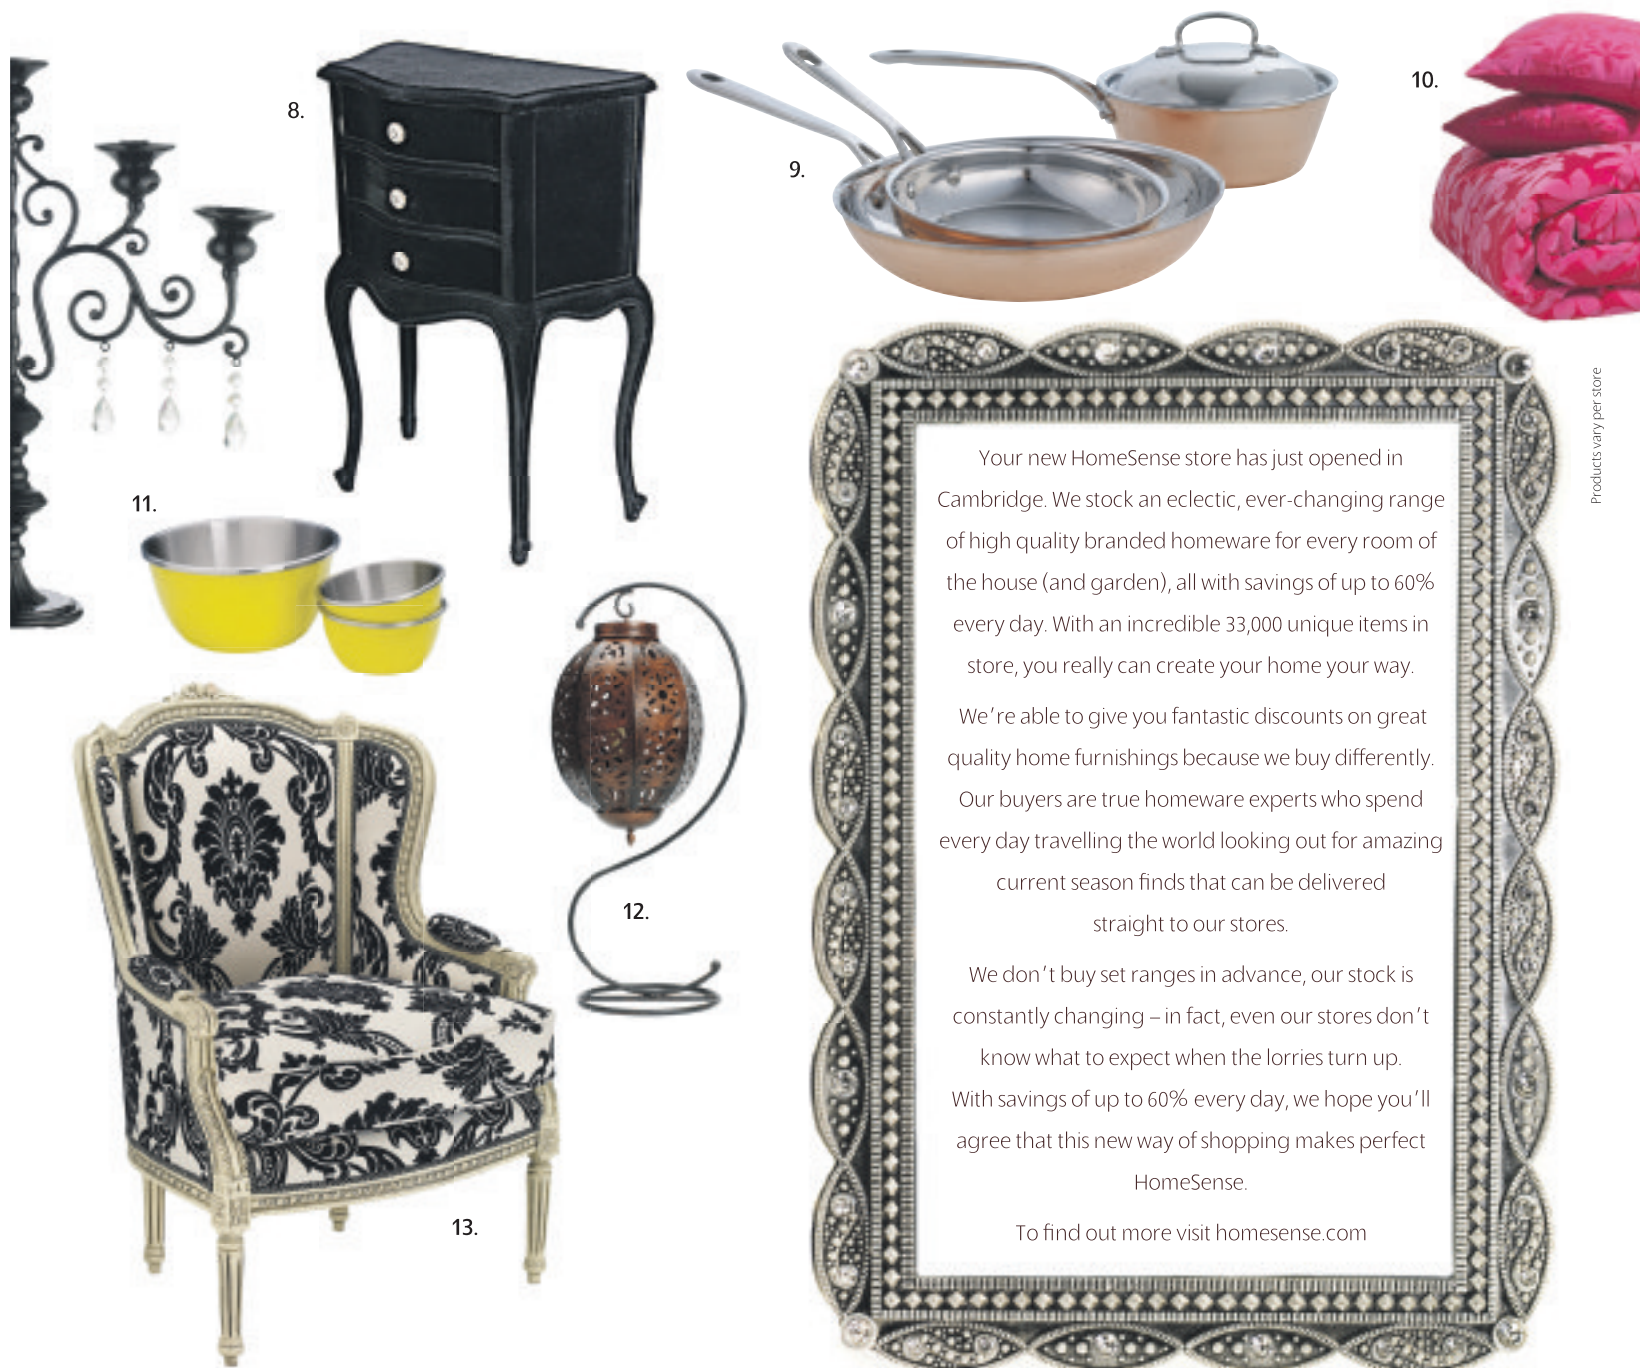 8.
9.
10.
11.
12.
13.
Your new HomeSense store has just opened in
Cambridge. We stock an eclectic, ever-changing range
of high quality branded homeware for every room of
the house (and garden), all with savings of up to 60%
every day. With an incredible 33,000 unique items in
store, you really can create your home your way.
We're able to give you fantastic discounts on great
quality home furnishings because we buy differently.
Our buyers are true homeware experts who spend
every day travelling the world looking out for amazing
current season finds that can be delivered
straight to our stores.
We don't buy set ranges in advance, our stock is
constantly changing – in fact, even our stores don't
know what to expect when the lorries turn up.
With savings of up to 60% every day, we hope you'll
agree that this new way of shopping makes perfect
HomeSense.
To find out more visit homesense.com
Products vary per store